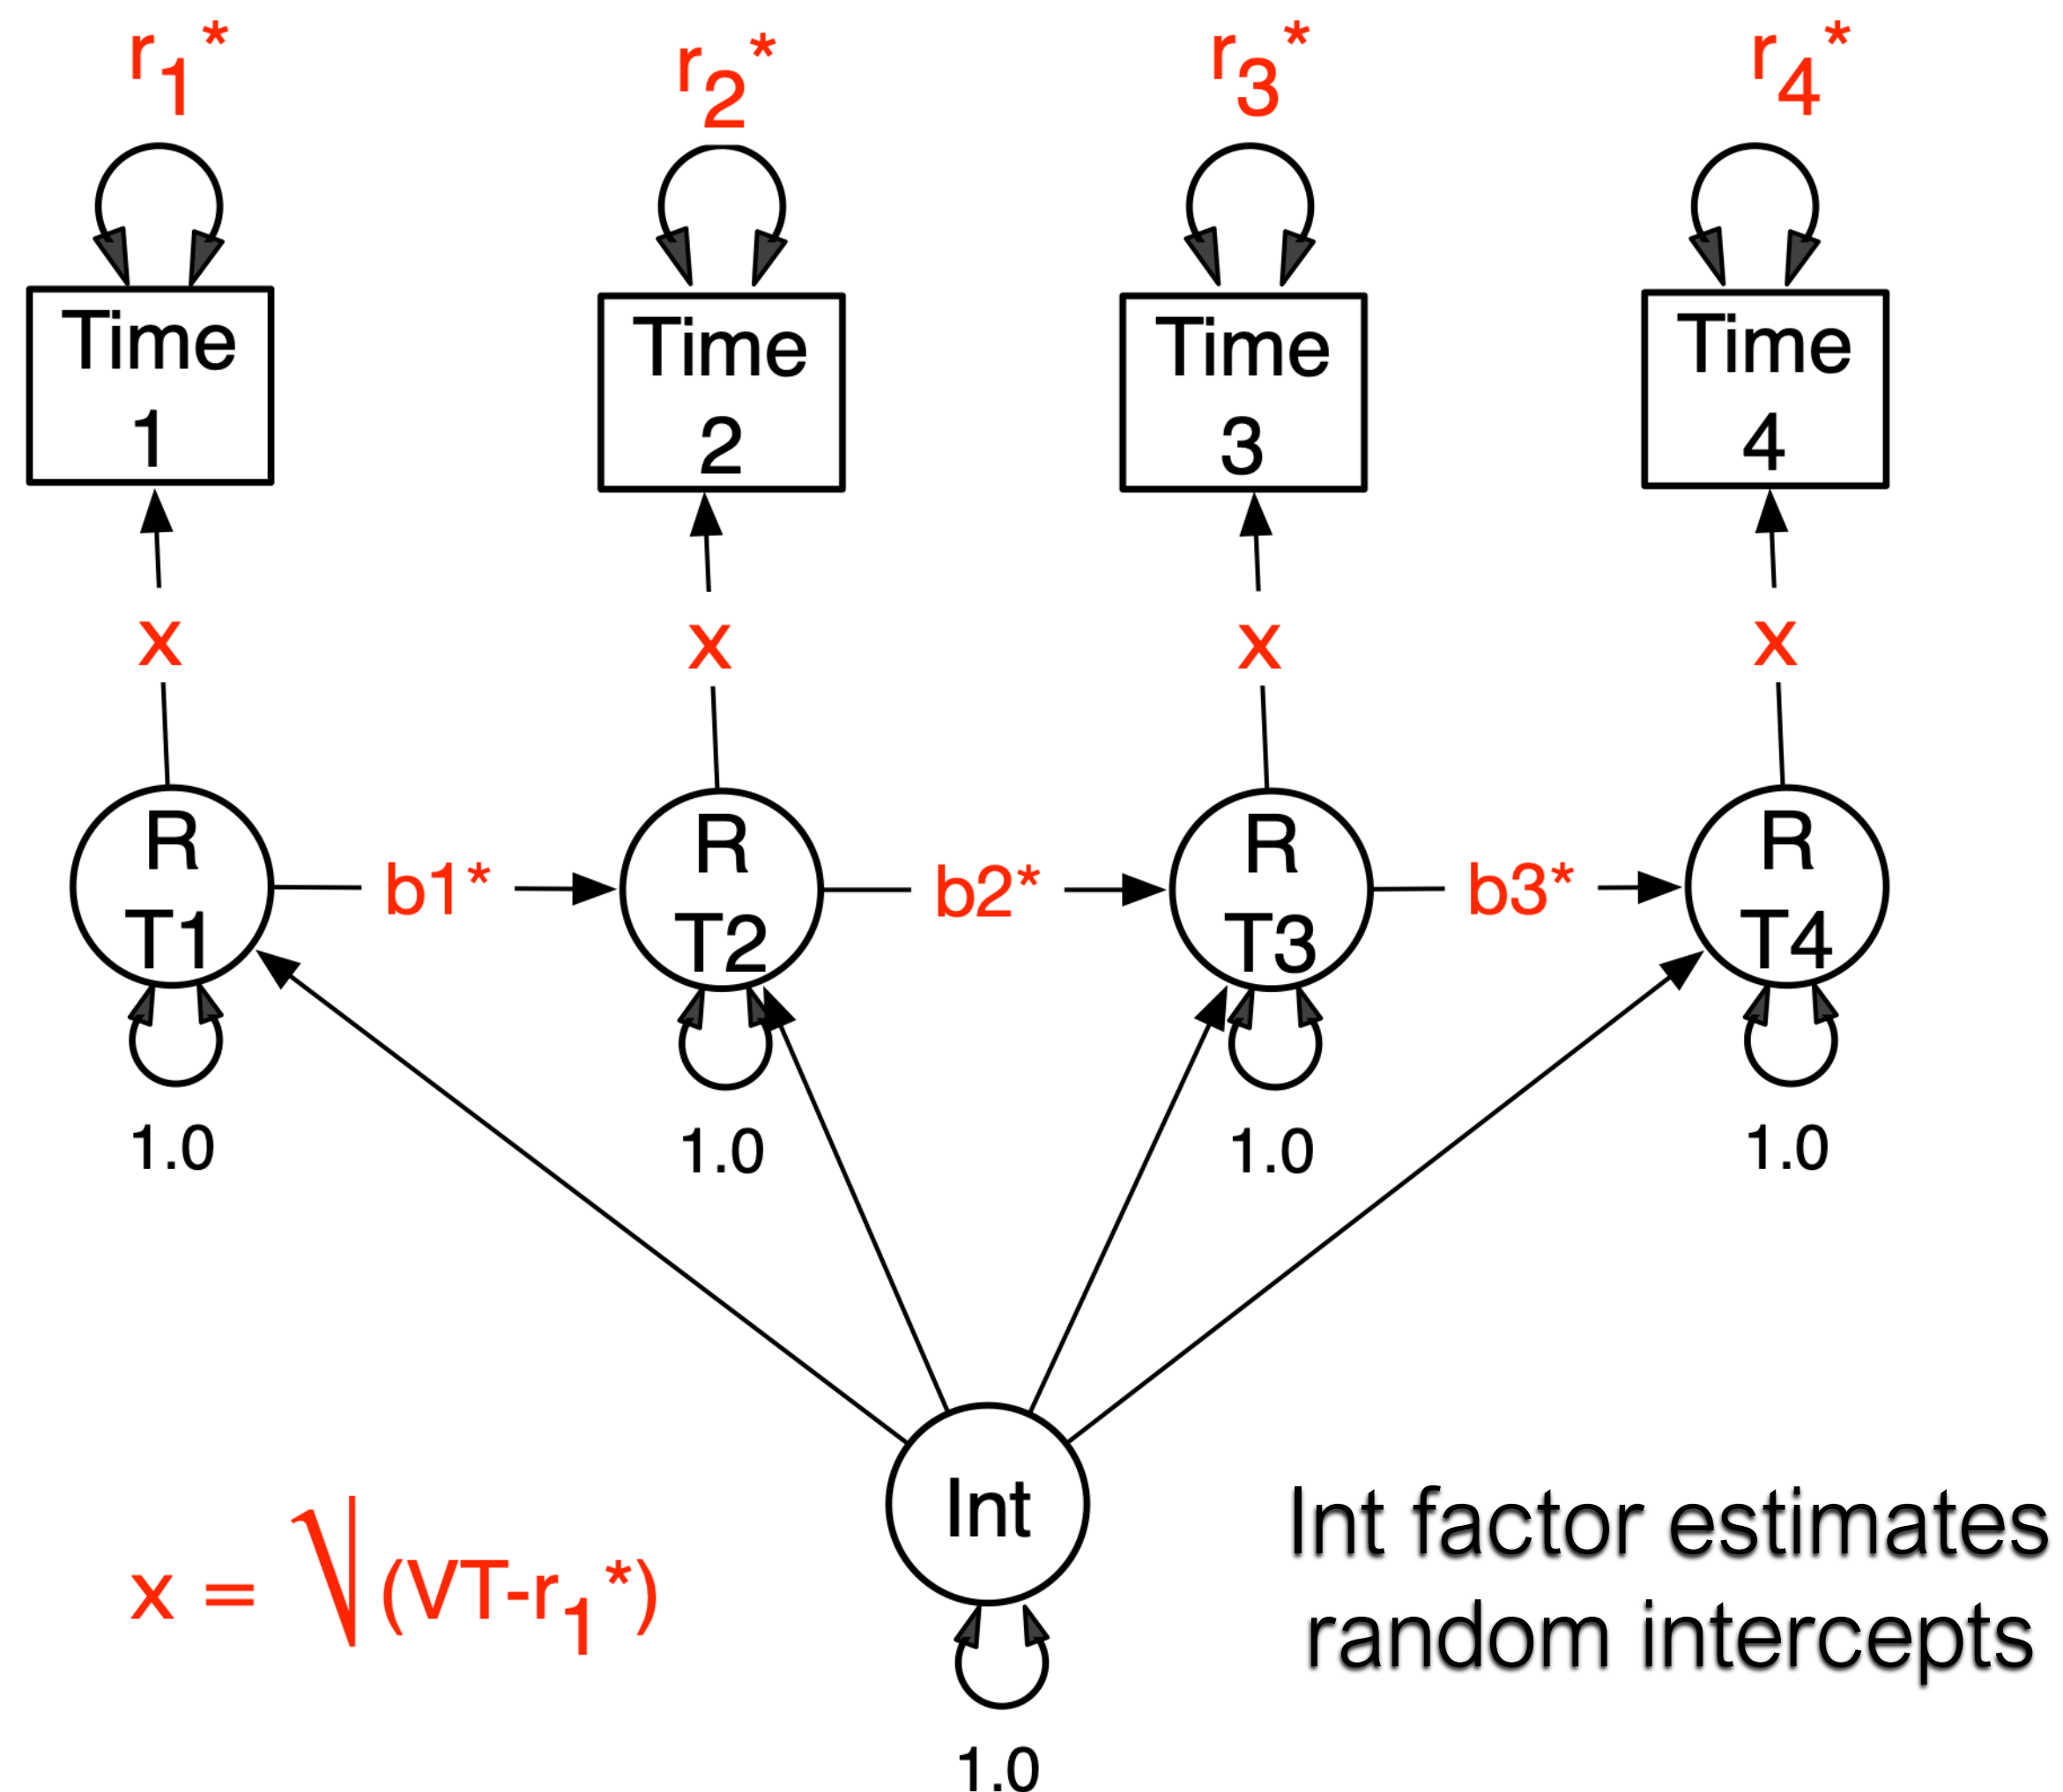 r1*
r2*
r3*
r4*
Time
1
Time
2
Time
3
Time
4
x
x
x
x
R
T1
b1*
R
T2
b2*
R
T3
b3*
R
T4
1.0
1.0
1.0
1.0
Int
x = √(VT-r1*)
Int factor estimates
random intercepts
1.0